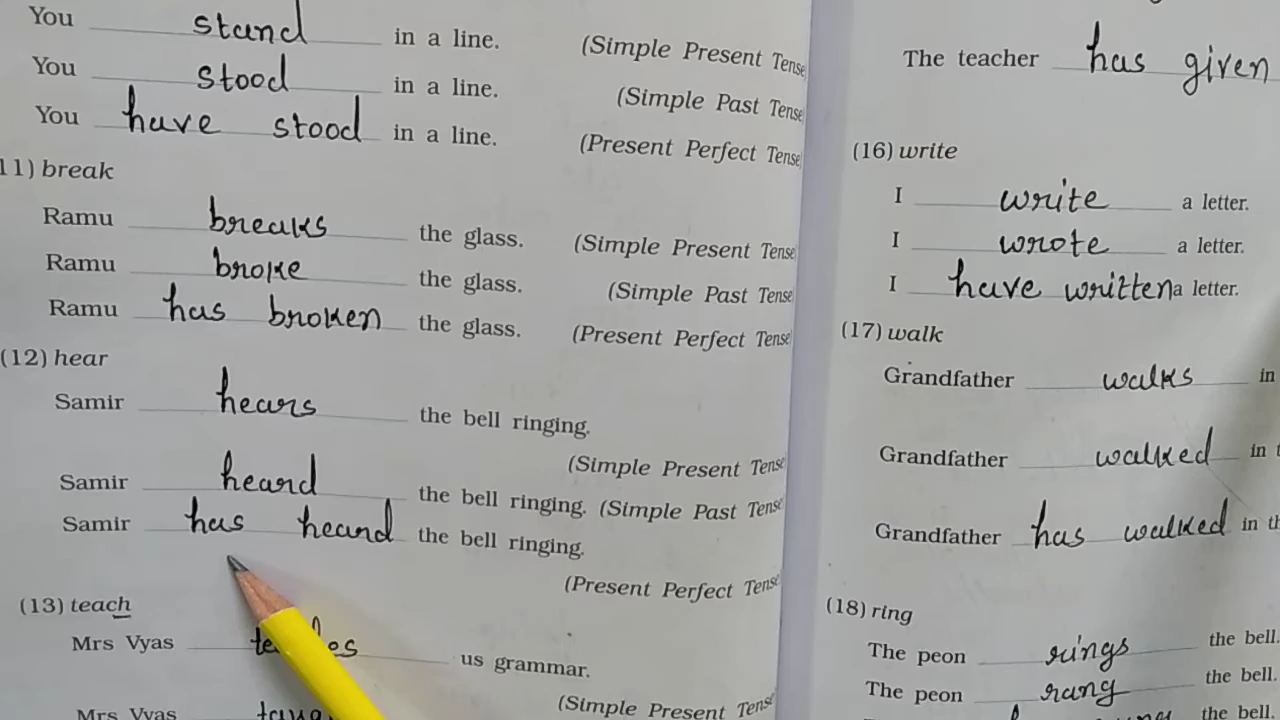 You stand in a line. (Simple Present Tense
You stood in a line. (Simple Past Tense
You have stood in a line. (Present Perfect Tense
11) break
Ramu breaks the glass. (Simple Present Tense
Ramu broke the glass. (Simple Past Tense
Ramu has broken the glass. (Present Perfect Tense
(12) hear
Samir hears the bell ringing.
(Simple Present Tense
Samir heard the bell ringing. (Simple Past Tense
Samir has heard the bell ringing.
(Present Perfect Tense
(13) teach
Mrs Vyas us grammar.
(Simple Present Tense
Mrs Vyas
The teacher has given
(16) write
I write a letter.
I wrote a letter.
I have written a letter.
(17) walk
Grandfather walks in
Grandfather walked in
Grandfather has walked in
(18) ring
The peon rings the bell.
The peon rang the bell.
the bell.